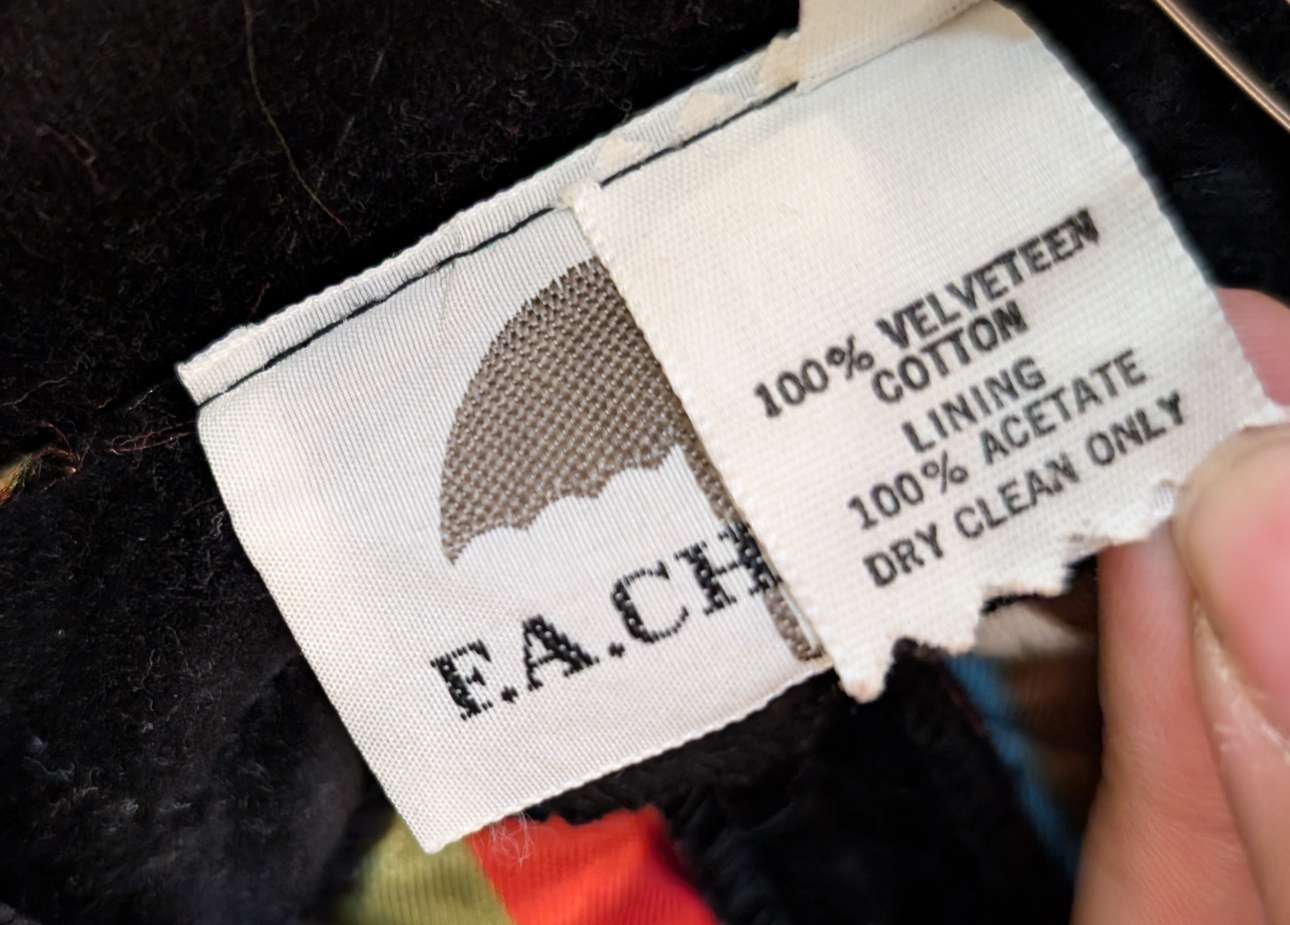 F.A.CH
100% VELVETEEN
COTTON
LINING
100% ACETATE
DRY CLEAN ONLY